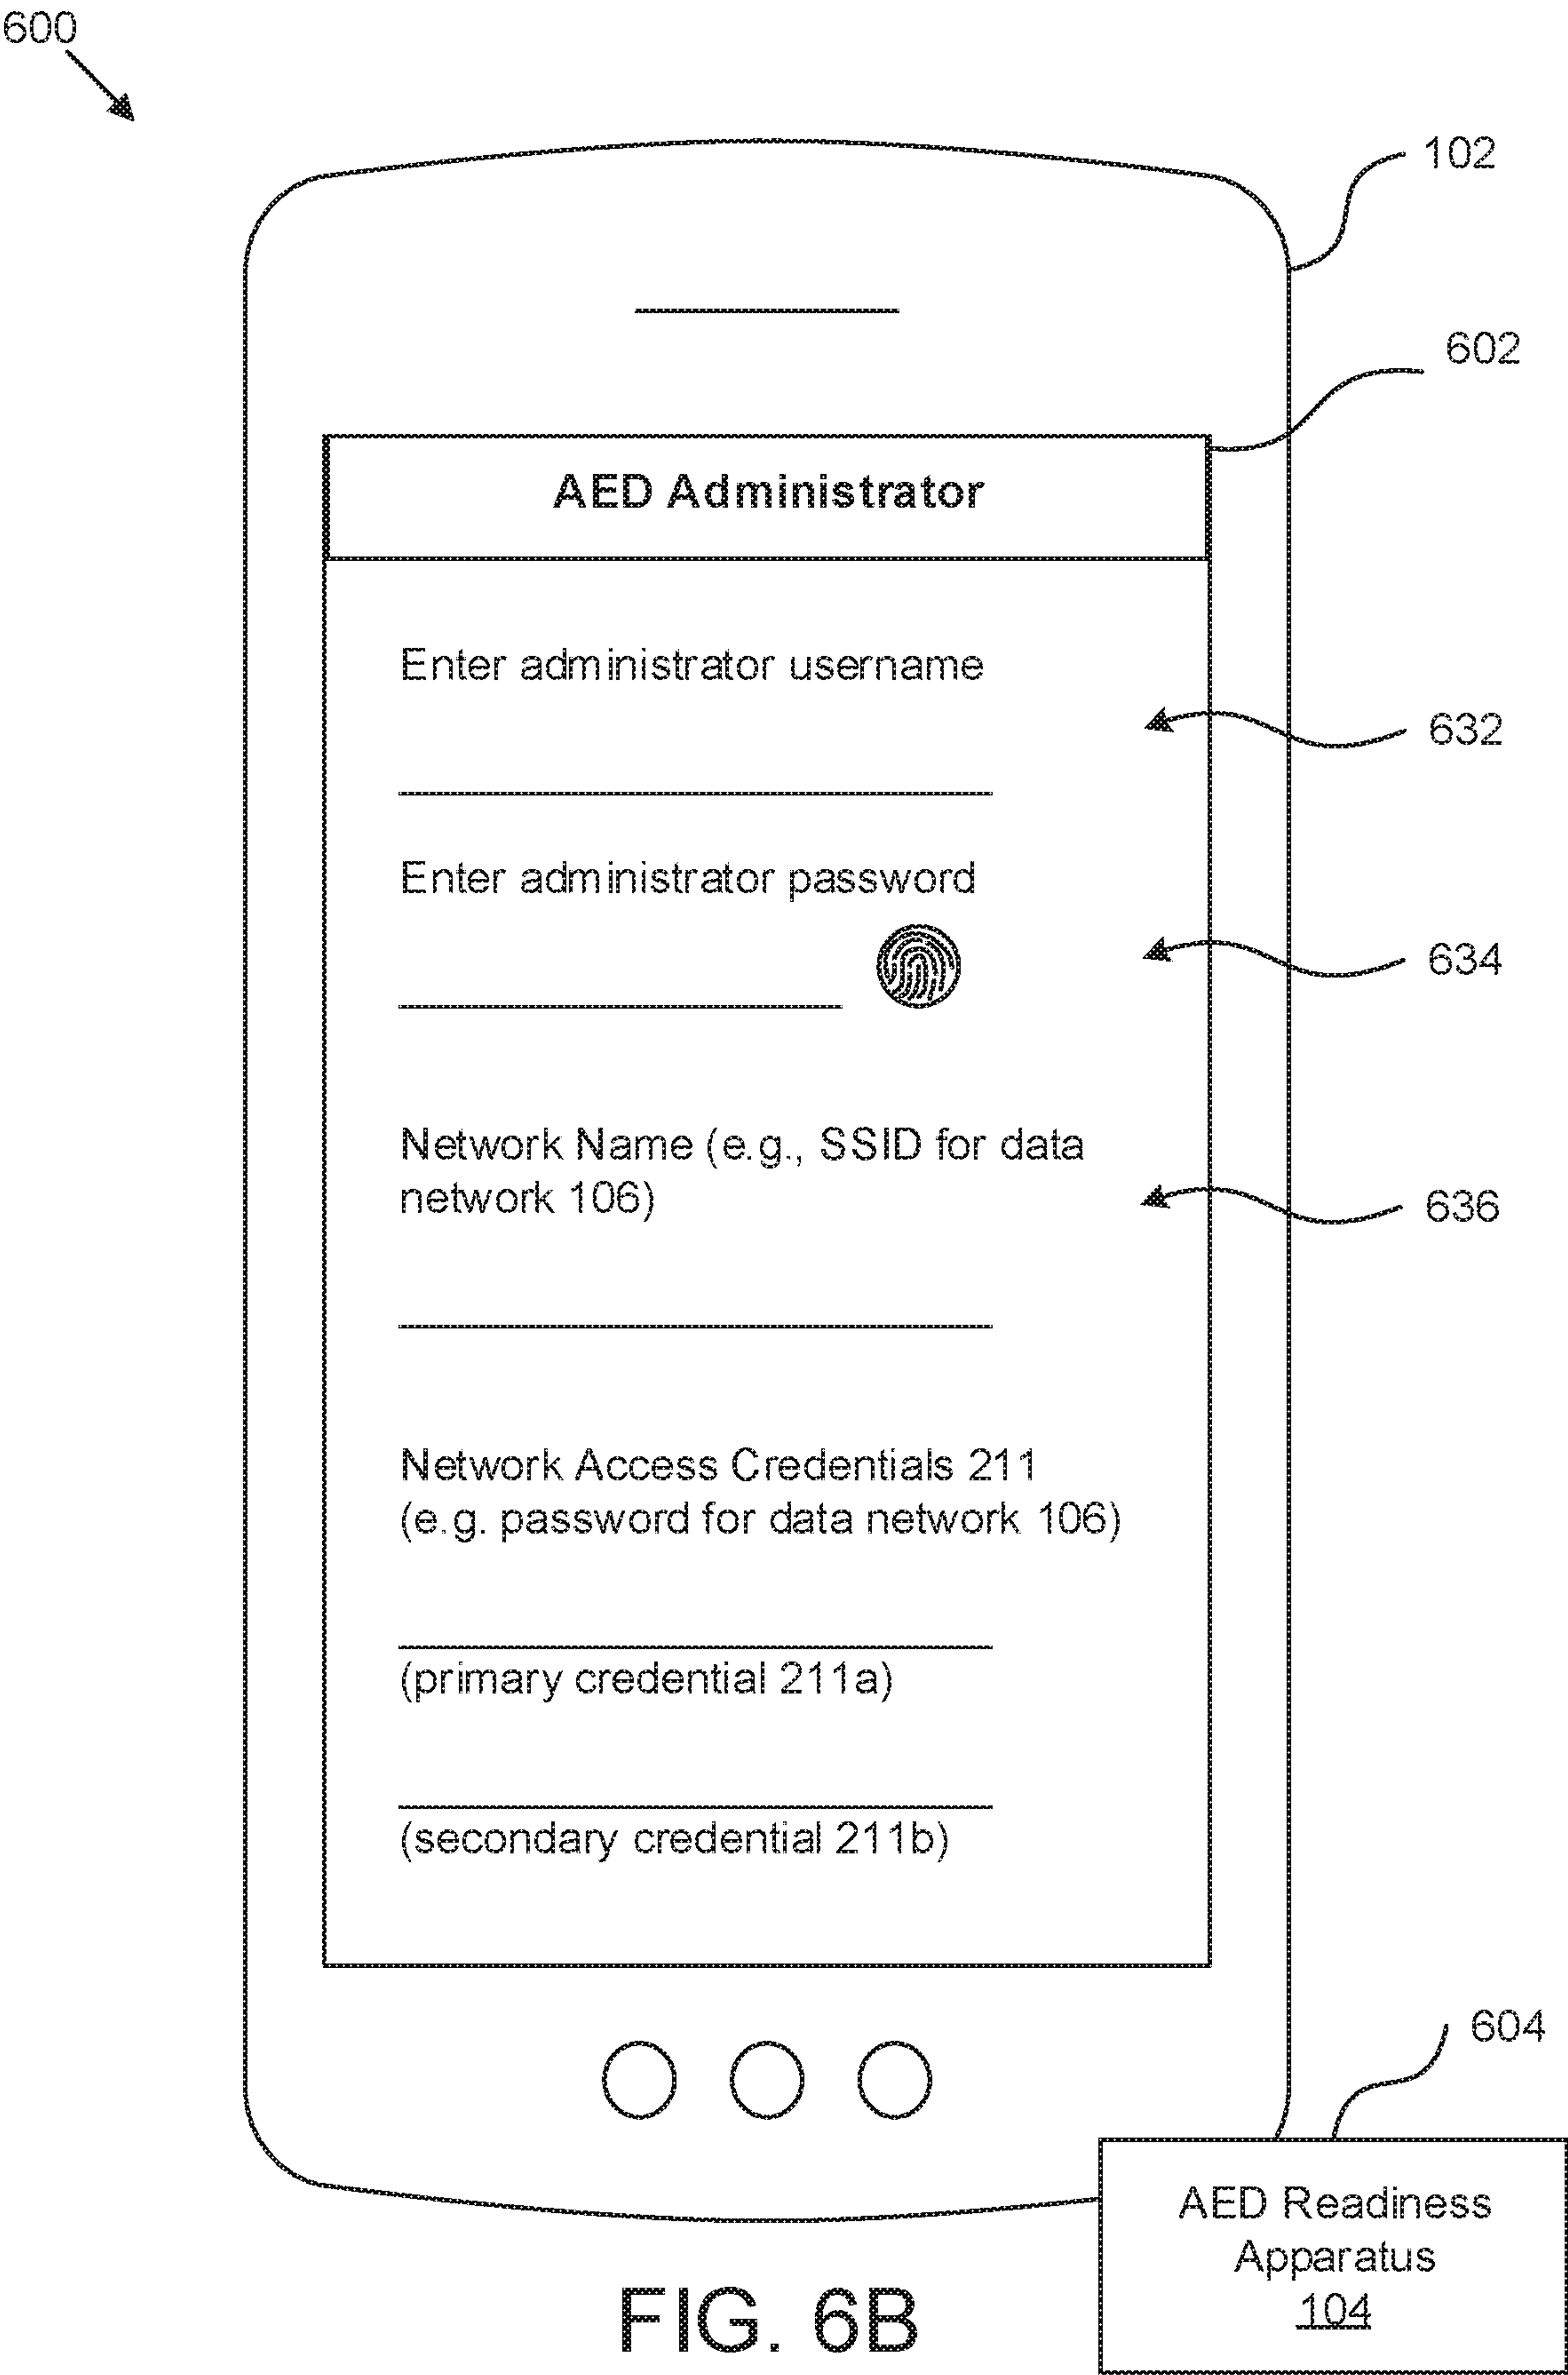 600
102
602
AED Administrator
Enter administrator username
632
Enter administrator password
634
Network Name (e.g., SSID for data
network 106)
636
Network Access Credentials 211
(e.g. password for data network 106)
(primary credential 211a)
(secondary credential 211b)
604
AED Readiness
Apparatus
104
FIG. 6B